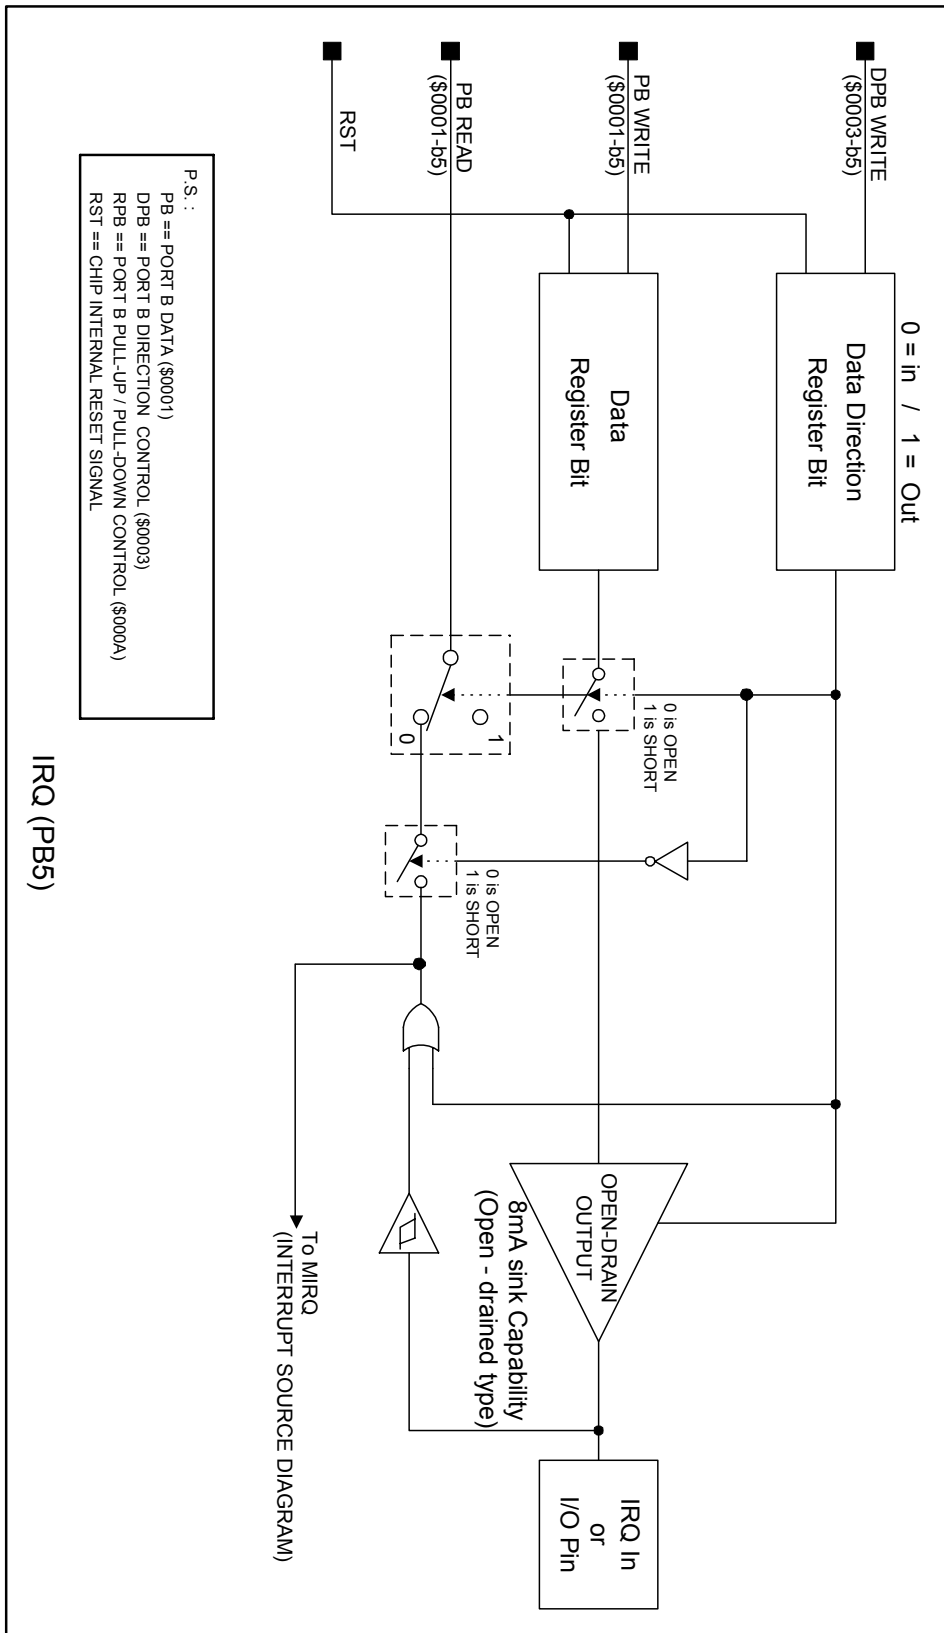 DPB WRITE
($0003-b5)
PB WRITE
($0001-b5)
PB READ
($0001-b5)
RST
0 = in / 1 = Out
Data Direction
Register Bit
Data
Register Bit
0 is OPEN
1 is SHORT
1
0
0 is OPEN
1 is SHORT
OPEN-DRAIN
OUTPUT
8mA sink Capability
(Open - drained type)
IRQ In
or
I/O Pin
To MIRQ
(INTERRUPT SOURCE DIAGRAM)
P.S. :
PB == PORT B DATA ($0001)
DPB == PORT B DIRECTION CONTROL ($0003)
RPB == PORT B PULL-UP / PULL-DOWN CONTROL ($000A)
RST == CHIP INTERNAL RESET SIGNAL
IRQ (PB5)